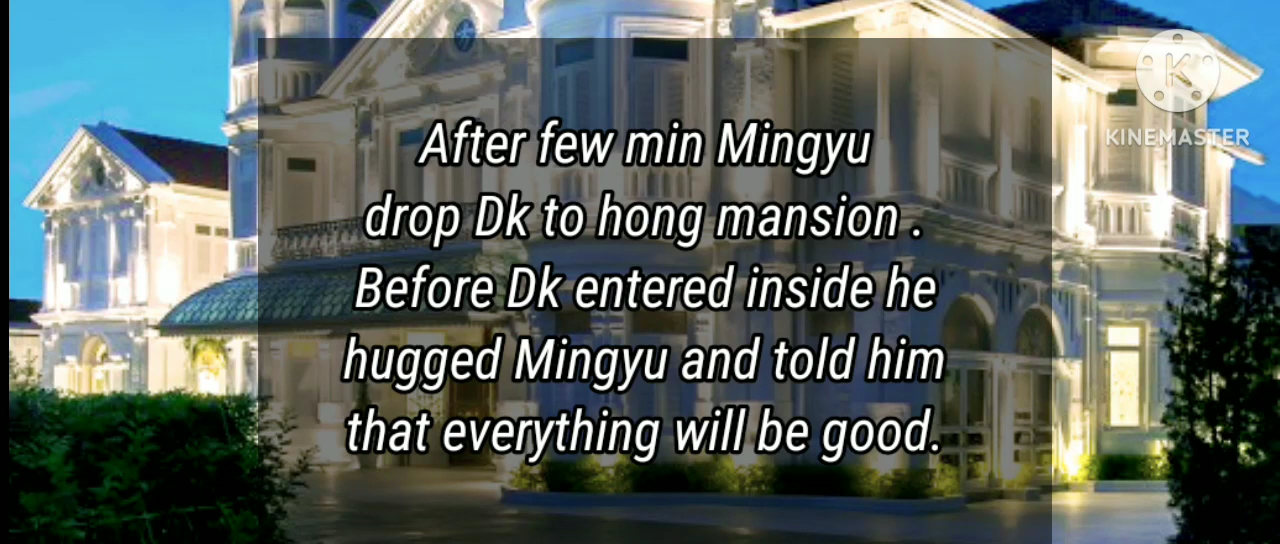 KINEMASTER
After few min Mingyu
drop Dk to hong mansion .
Before Dk entered inside he
hugged Mingyu and told him
that everything will be good.